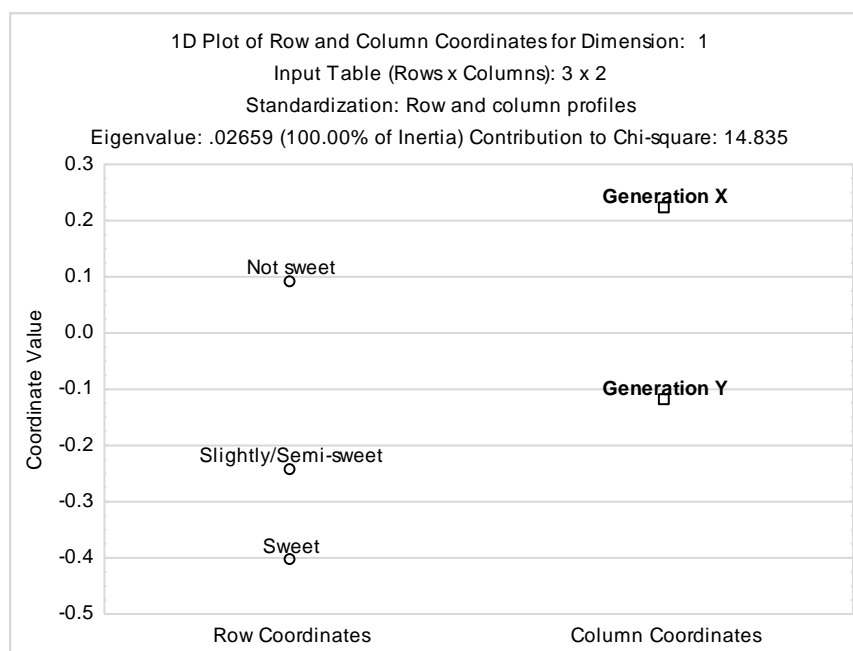 1D Plot of Row and Column Coordinates for Dimension: 1
Input Table (Rows x Columns): 3 x 2
Standardization: Row and column profiles
Eigenvalue: .02659 (100.00% of Inertia) Contribution to Chi-square: 14.835
0.3
0.2
0.1
0.0
-0.1
-0.2
-0.3
-0.4
-0.5
Coordinate Value
Generation X
Not sweet
Generation Y
Slightly/Semi-sweet
Sweet
Row Coordinates
Column Coordinates